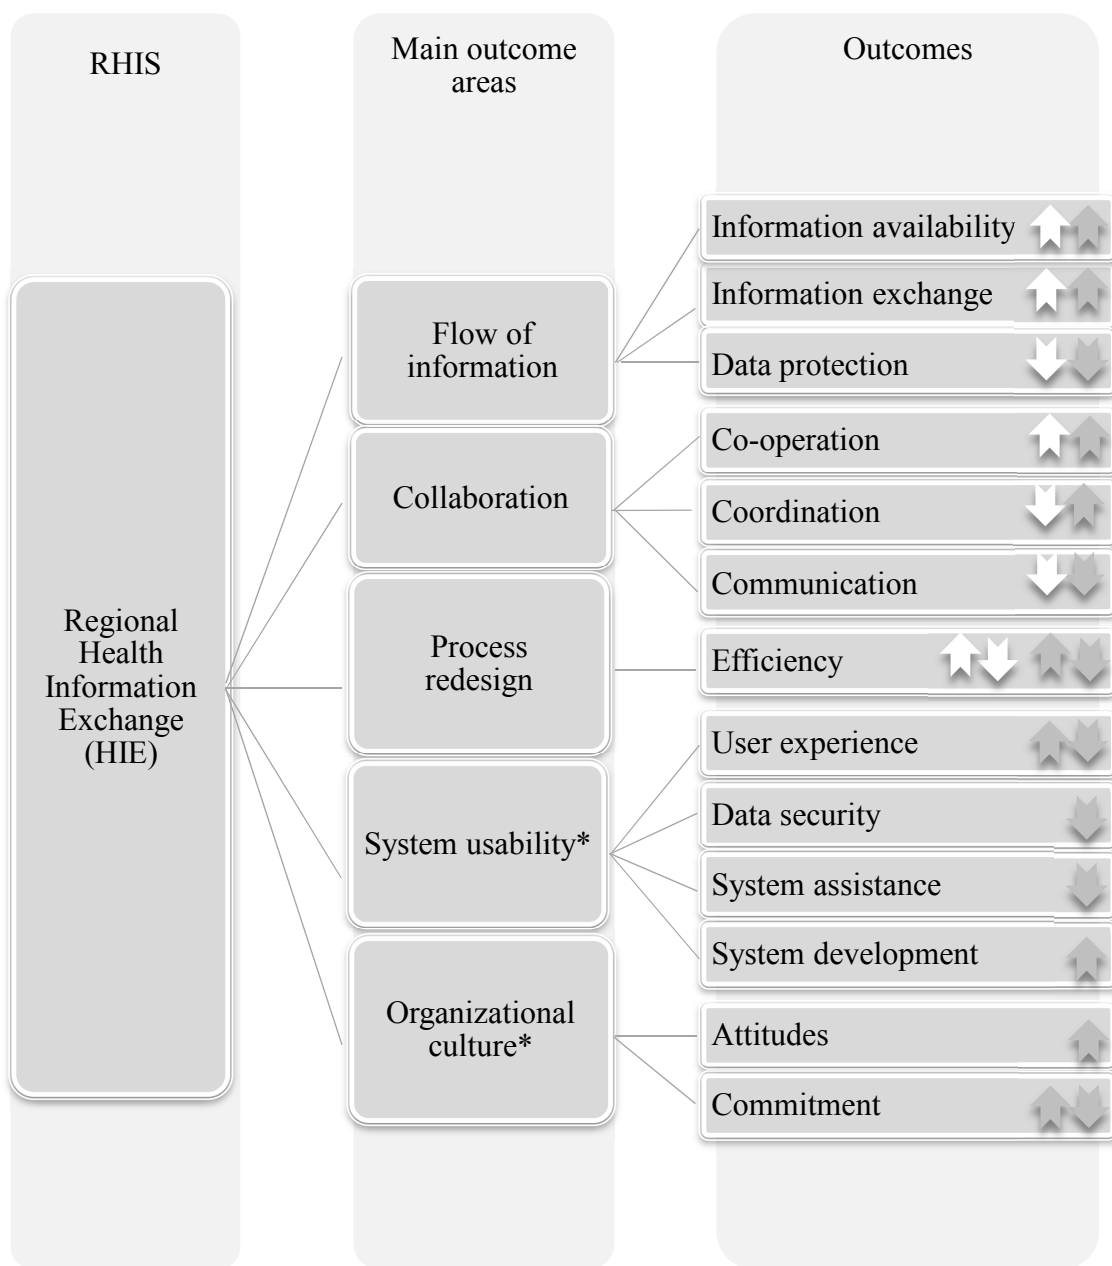 RHIS
Main outcome
areas
Outcomes
Regional
Health
Information
Exchange
(HIE)
Flow of
information
Collaboration
Process
redesign
System usability*
Organizational
culture*
Information availability
Information exchange
Data protection
Co-operation
Coordination
Communication
Efficiency
User experience
Data security
System assistance
System development
Attitudes
Commitment